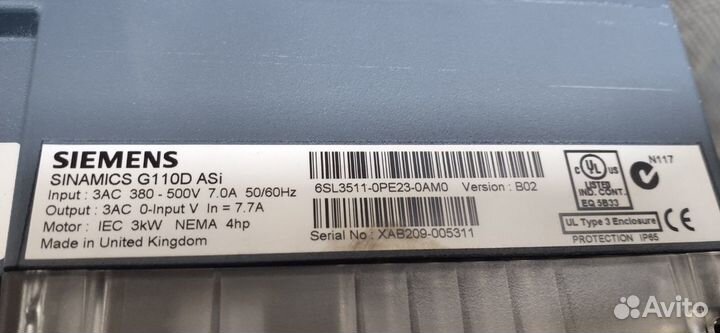 SIEMENS
SINAMICS G110D ASi
Input : 3AC 380 - 500V 7.0A 50/60Hz
Output : 3AC 0-Input V In = 7.7A
Motor : IEC 3kW NEMA 4hp
Made in United Kingdom
6SL3511-0PE23-0AM0 Version : B02
Serial No : XAB209-005311
C UL US
LISTED
IND. CONT.
EQ 5B33
N117
UL Type 3 Enclosure
CE
PROTECTION IP65
Avito